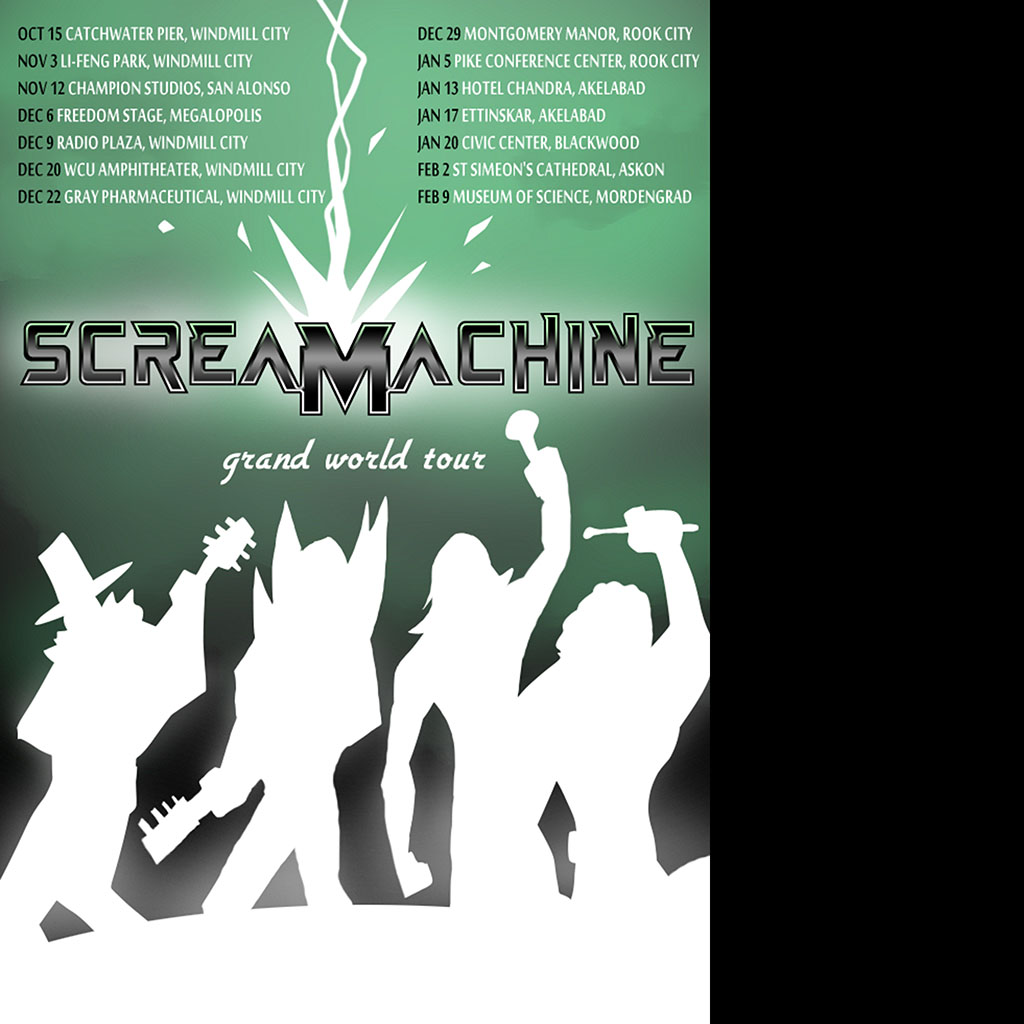 OCT 15 CATCHWATER PIER, WINDMILL CITY
NOV 3 LI-FENG PARK, WINDMILL CITY
NOV 12 CHAMPION STUDIOS, SAN ALONSO
DEC 6 FREEDOM STAGE, MEGALOPOLIS
DEC 9 RADIO PLAZA, WINDMILL CITY
DEC 20 WCU AMPHITHEATER, WINDMILL CITY
DEC 22 GRAY PHARMACEUTICAL, WINDMILL CITY
DEC 29 MONTGOMERY MANOR, ROOK CITY
JAN 5 PIKE CONFERENCE CENTER, ROOK CITY
JAN 13 HOTEL CHANDRA, AKELABAD
JAN 17 ETTINSKAR, AKELABAD
JAN 20 CIVIC CENTER, BLACKWOOD
FEB 2 ST SIMEON'S CATHEDRAL, ASKON
FEB 9 MUSEUM OF SCIENCE, MORDENGRAD
SCREAMACHINE
grand world tour